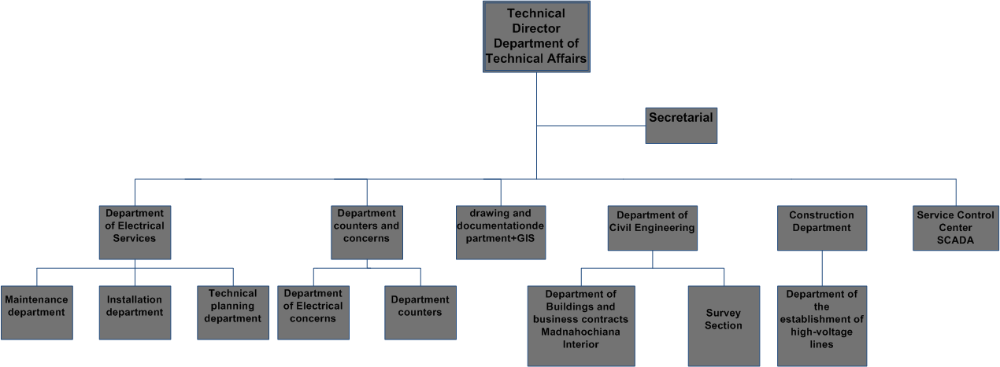 Technical
Director
Department of
Technical Affairs
Secretarial
Department
of Electrical
Services
Department
counters and
concerns
drawing and
documentationde
partment+GIS
Department of
Civil Engineering
Construction
Department
Service Control
Center
SCADA
Maintenance
department
Installation
department
Technical
planning
department
Department
of Electrical
concerns
Department
counters
Department of
Buildings and
business contracts
Madnahochiana
Interior
Survey
Section
Department of
the
establishment of
high-voltage
lines